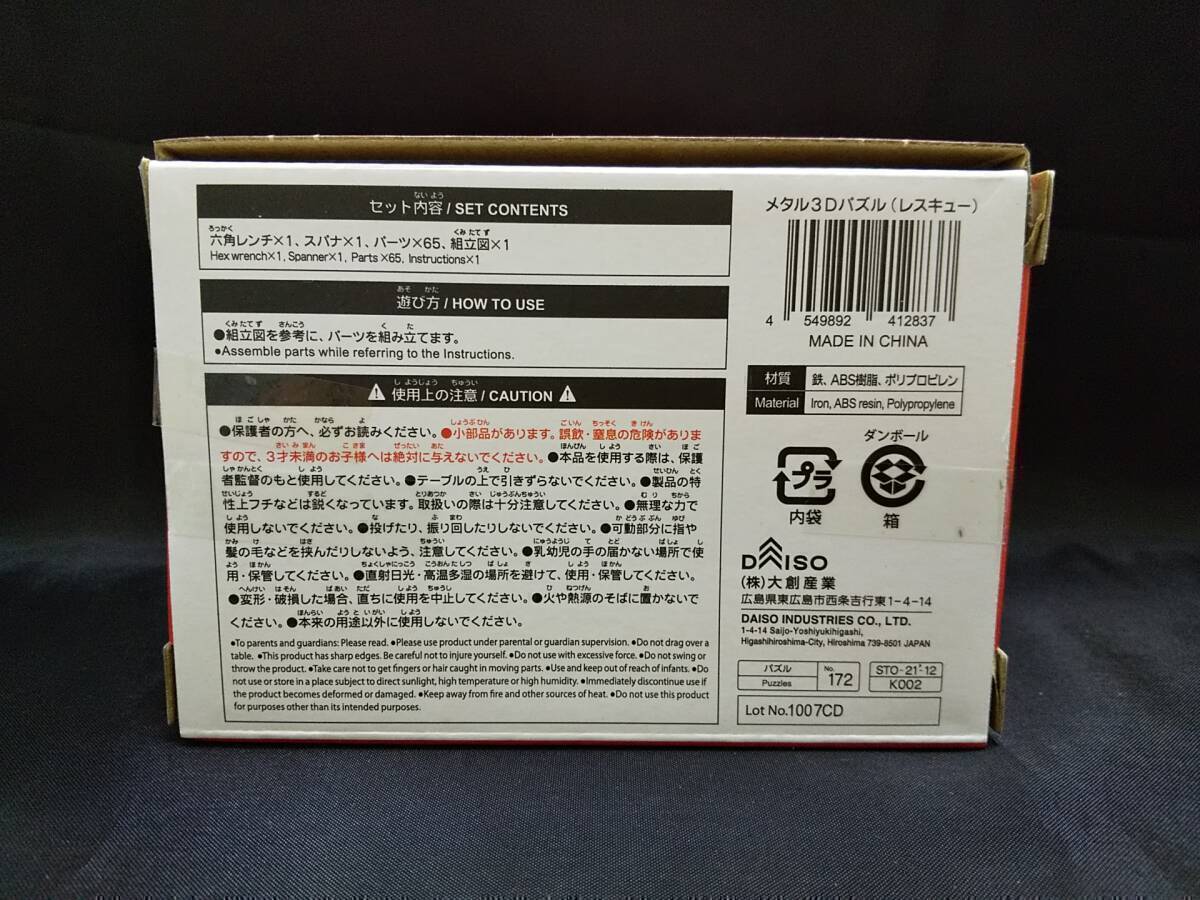 セット内容 / SET CONTENTS
六角レンチ×1、スパナ×1、パーツ×65、組立図×1
Hex wrench×1, Spanner×1, Parts×65, Instructions×1
遊び方 / HOW TO USE
●組立図を参考に、パーツを組み立てます。
●Assemble parts while referring to the Instructions.
使用上の注意 / CAUTION
●保護者の方へ、必ずお読みください。●小部品があります。誤飲・窒息の危険がありま
すので、3才未満のお子様へは絶対に与えないでください。●本品を使用する際は、保護
者監督のもと使用してください。●テーブルの上で引きずらないでください。●製品の特
性上フチなどは鋭くなっています。取扱いの際は十分注意してください。●無理な力で
使用しないでください。●投げたり、振り回したりしないでください。●可動部分に指や
髪の毛などを挟んだりしないよう、注意してください。●乳幼児の手の届かない場所で使
用・保管してください。●直射日光・高温多湿の場所を避けて、使用・保管してください。
●変形・破損した場合、直ちに使用を中止してください。●火や熱源のそばに置かないで
ください。●本来の用途以外に使用しないでください。
●To parents and guardians: Please read. ●Please use product under parental or guardian supervision. ●Do not drag over a
table. ●This product has sharp edges. Be careful not to injure yourself. ●Do not use with excessive force. ●Do not swing or
throw the product. ●Take care not to get fingers or hair caught in moving parts. ●Use and keep out of reach of infants. ●Do
not use or store in a place subject to direct sunlight, high temperature or high humidity. ●Immediately discontinue use if
the product becomes deformed or damaged. ●Keep away from fire and other sources of heat. ●Do not use this product
for purposes other than its intended purposes.
メタル3Dパズル(レスキュー)
4 549892 412837
MADE IN CHINA
材質 鉄、ABS樹脂、ポリプロピレン
Material Iron, ABS resin, Polypropylene
ダンボール
プラ
内袋
箱
DAISO
(株)大創産業
広島県東広島市西条吉行東1-4-14
DAISO INDUSTRIES CO., LTD.
1-4-14 Saijo-Yoshiyukihigashi,
Higashihiroshima-City, Hiroshima 739-8501 JAPAN
パズル
Puzzles
No. 172
STO-21-12
K002
Lot No.1007CD